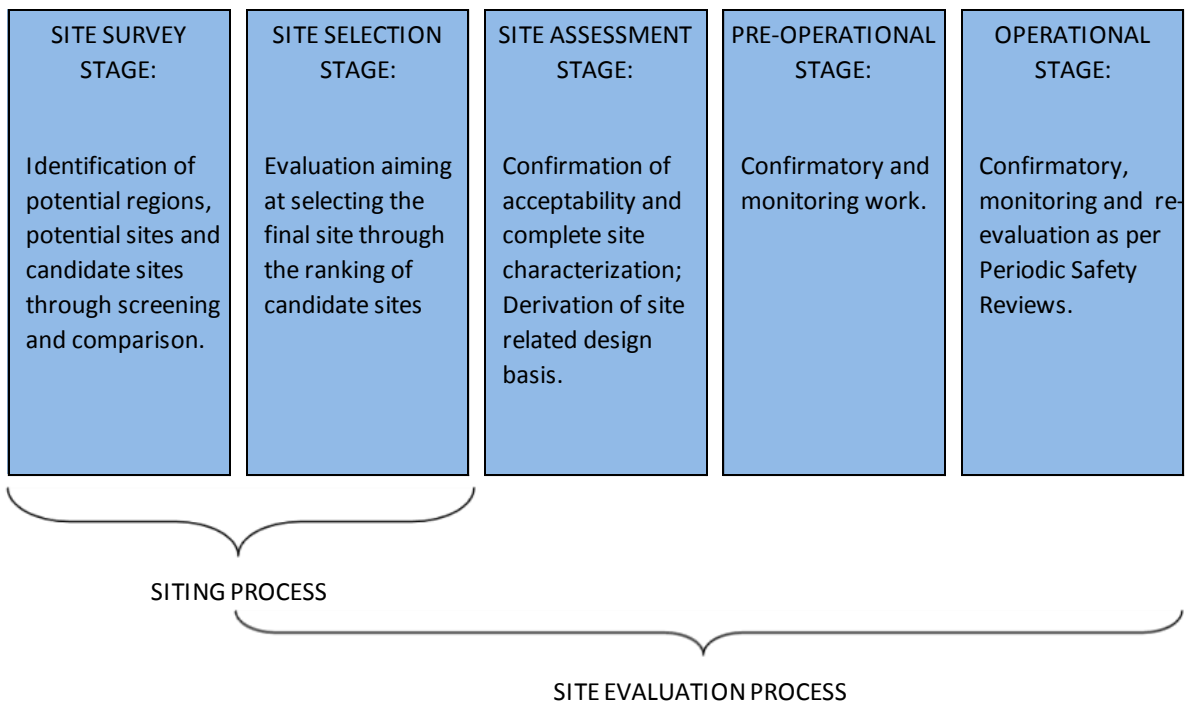 SITE SURVEY
STAGE:
Identification of
potential regions,
potential sites and
candidate sites
through screening
and comparison.
SITE SELECTION
STAGE:
Evaluation aiming
at selecting the
final site through
the ranking of
candidate sites
SITE ASSESSMENT
STAGE:
Confirmation of
acceptability and
complete site
characterization;
Derivation of site
related design
basis.
PRE-OPERATIONAL
STAGE:
Confirmatory and
monitoring work.
OPERATIONAL
STAGE:
Confirmatory,
monitoring and re-
evaluation as per
Periodic Safety
Reviews.
SITING PROCESS
SITE EVALUATION PROCESS